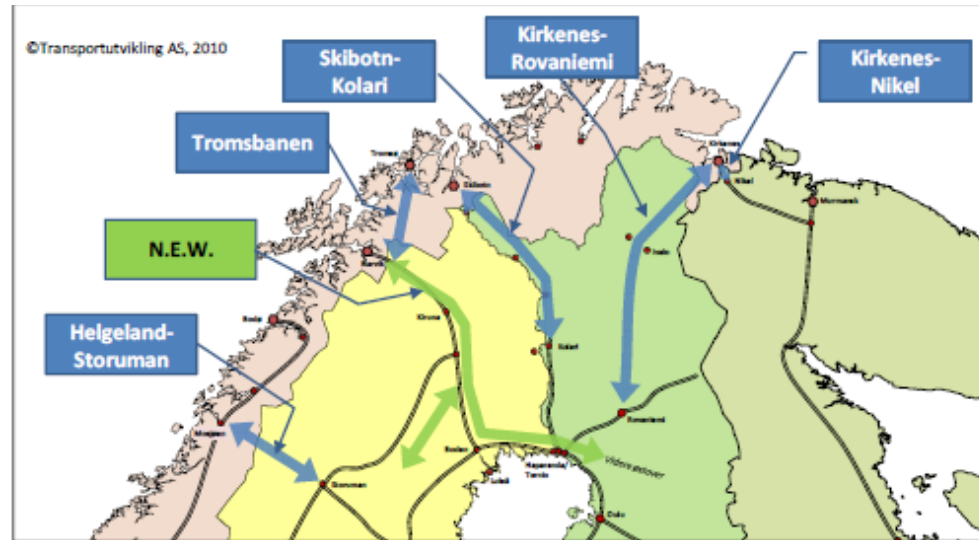 ©Transportutvikling AS, 2010
Skibotn-
Kolari
Kirkenes-
Rovaniemi
Kirkenes-
Nikel
Tromsbanen
N.E.W.
Helgeland-
Storuman
Tromsø
Skibotn
Kirkenes
Nikel
Murmansk
Narvik
Ivalo
Bodø
Kiruna
Kolari
Rovaniemi
Mosjøen
Storuman
Boden
Luleå
Haparanda/
Tornio
Oulu